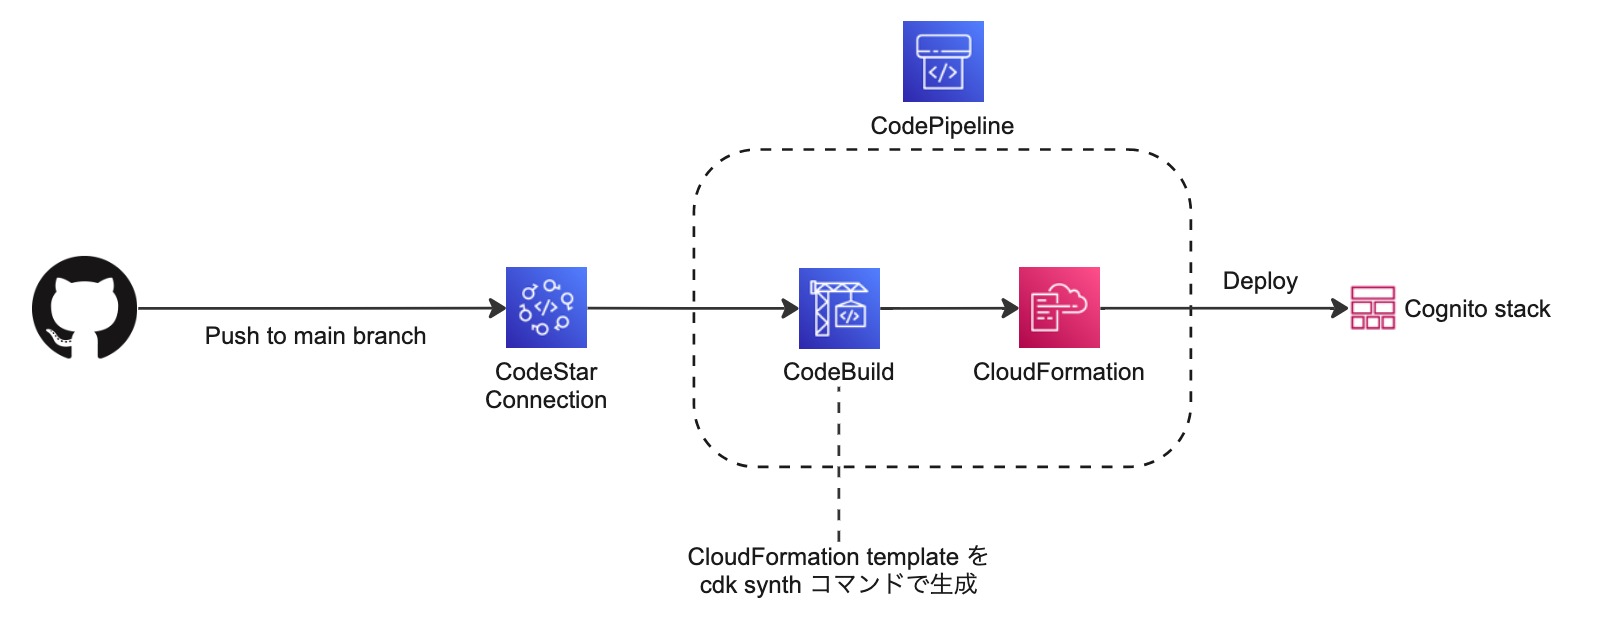 CodePipeline
Push to main branch
CodeStar
Connection
CodeBuild
CloudFormation
Deploy
Cognito stack
CloudFormation template を
cdk synth コマンドで生成